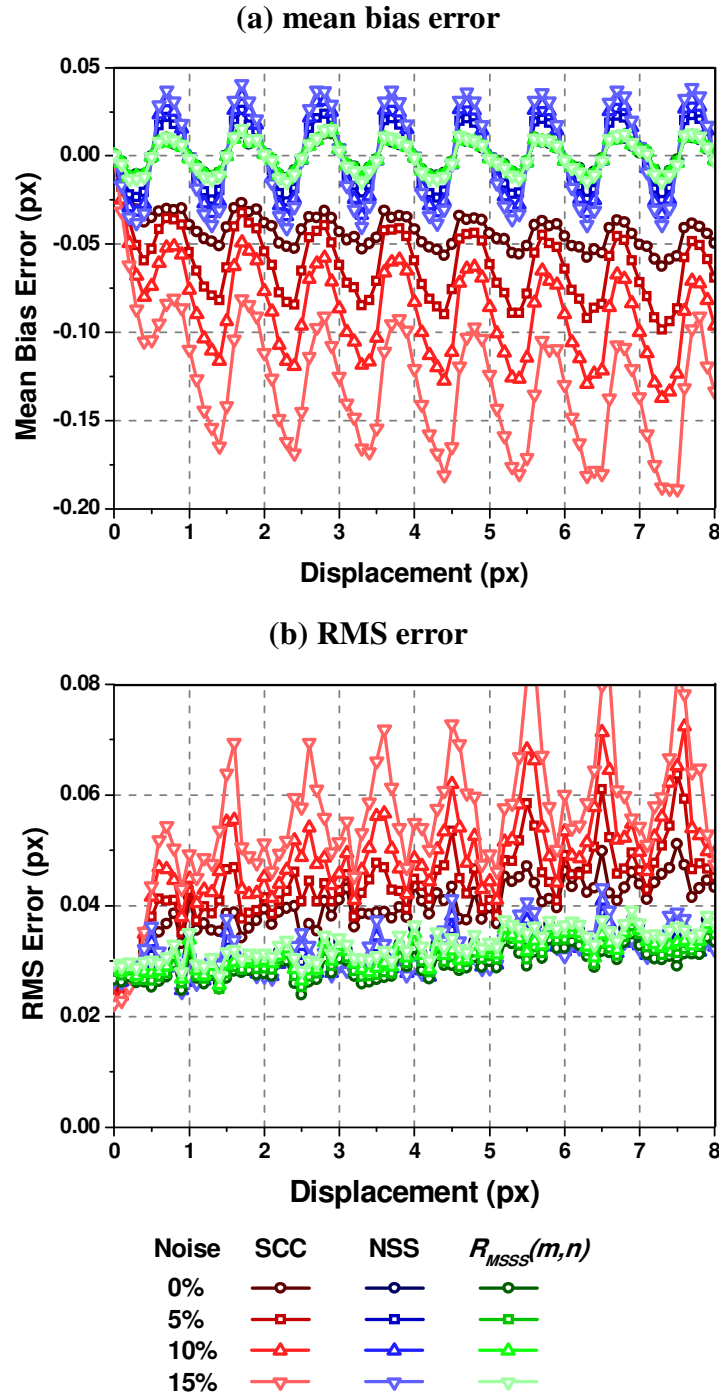 (a) mean bias error
0.05
0.00
-0.05
-0.10
-0.15
-0.20
Mean Bias Error (px)
0 1 2 3 4 5 6 7 8
Displacement (px)
(b) RMS error
0.08
0.06
0.04
0.02
0.00
RMS Error (px)
0 1 2 3 4 5 6 7 8
Displacement (px)
Noise SCC NSS R_MSSS(m,n)
0%
5%
10%
15%